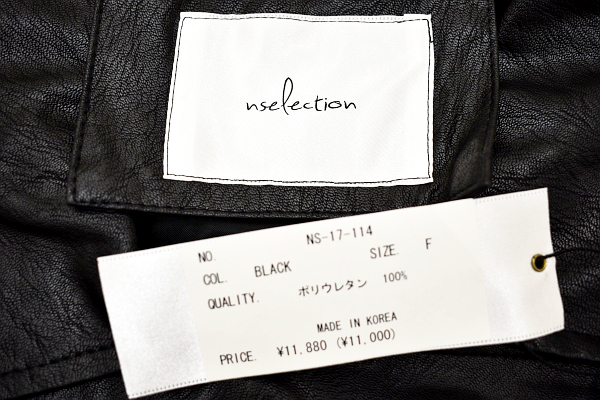 nselection
NO. NS-17-114
COL. BLACK SIZE. F
QUALITY. ポリウレタン 100%
MADE IN KOREA
PRICE. ¥11,880 (¥11,000)